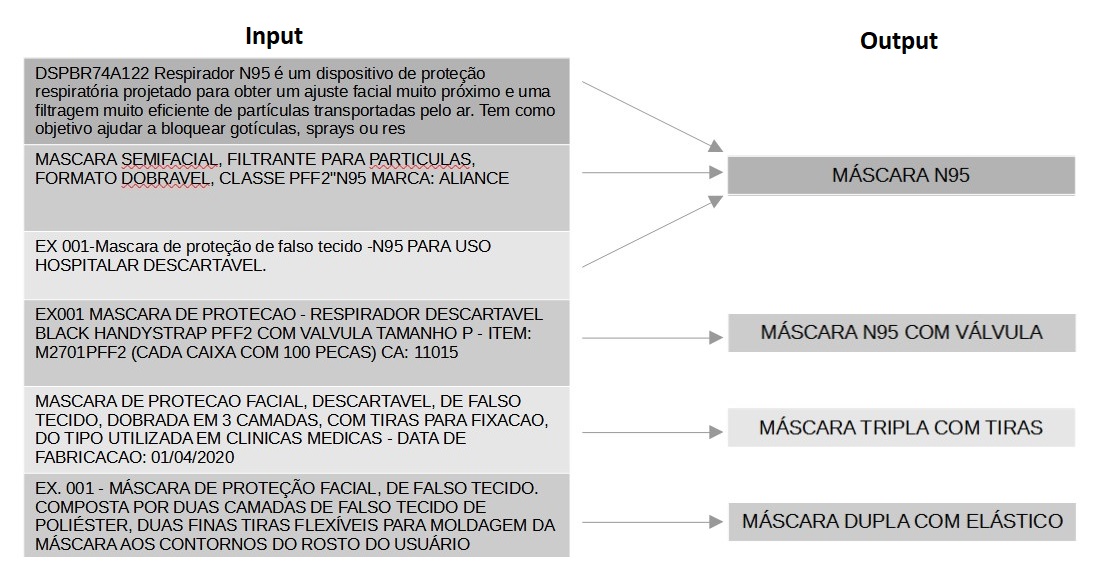 Input
Output
DSPBR74A122 Respirador N95 é um dispositivo de proteção
respiratória projetado para obter um ajuste facial muito próximo e uma
filtragem muito eficiente de partículas transportadas pelo ar. Tem como
objetivo ajudar a bloquear gotículas, sprays ou res
MASCARA SEMIFACIAL, FILTRANTE PARA PARTICULAS,
FORMATO DOBRAVEL, CLASSE PFF2"N95 MARCA: ALIANCE
EX 001-Mascara de proteção de falso tecido -N95 PARA USO
HOSPITALAR DESCARTAVEL.
MÁSCARA N95
EX001 MASCARA DE PROTECAO - RESPIRADOR DESCARTAVEL
BLACK HANDYSTRAP PFF2 COM VALVULA TAMANHO P - ITEM:
M2701PFF2 (CADA CAIXA COM 100 PECAS) CA: 11015
MÁSCARA N95 COM VÁLVULA
MASCARA DE PROTECAO FACIAL, DESCARTAVEL, DE FALSO
TECIDO, DOBRADA EM 3 CAMADAS, COM TIRAS PARA FIXACAO,
DO TIPO UTILIZADA EM CLINICAS MEDICAS - DATA DE
FABRICACAO: 01/04/2020
MÁSCARA TRIPLA COM TIRAS
EX. 001 - MÁSCARA DE PROTEÇÃO FACIAL, DE FALSO TECIDO.
COMPOSTA POR DUAS CAMADAS DE FALSO TECIDO DE
POLIÉSTER, DUAS FINAS TIRAS FLEXÍVEIS PARA MOLDAGEM DA
MÁSCARA AOS CONTORNOS DO ROSTO DO USUÁRIO
MÁSCARA DUPLA COM ELÁSTICO